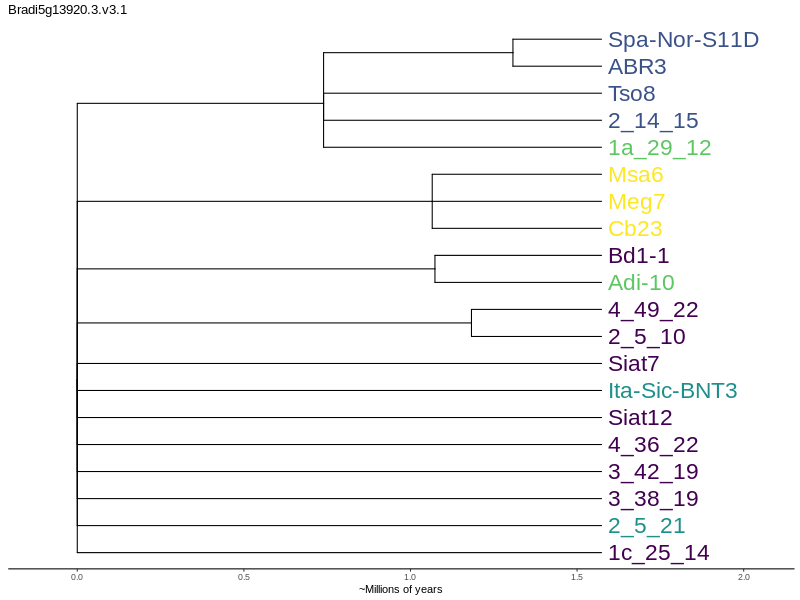 Bradi5g13920.3.v3.1
Spa-Nor-S11D
ABR3
Tso8
2_14_15
1a_29_12
Msa6
Meg7
Cb23
Bd1-1
Adi-10
4_49_22
2_5_10
Siat7
Ita-Sic-BNT3
Siat12
4_36_22
3_42_19
3_38_19
2_5_21
1c_25_14
0.0 0.5 1.0 1.5 2.0
~Millions of years